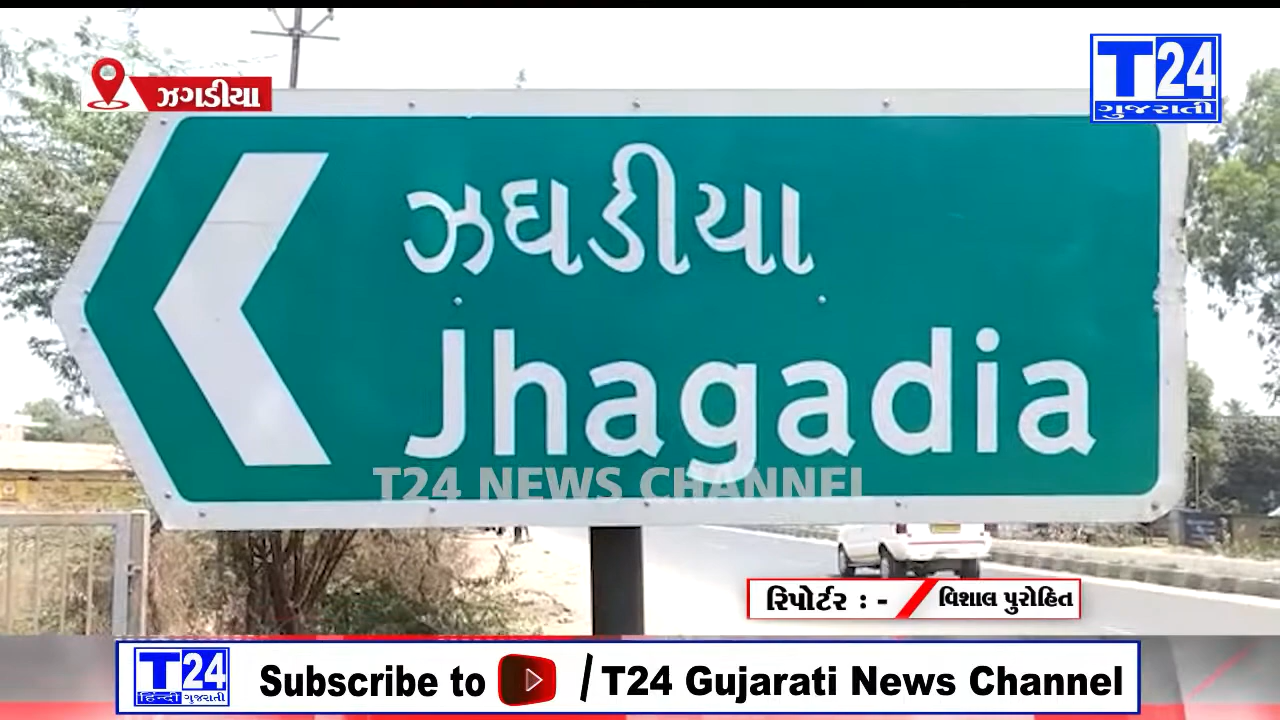 ઝગડીયા
T24
ગુજરાતી
ઝઘડીયા
Jhagadia
T24 NEWS CHANNEL
રિપોર્ટર : - વિશાલ પુરોહિત
T24
हिन्दी ગુજરાતી
Subscribe to / T24 Gujarati News Channel